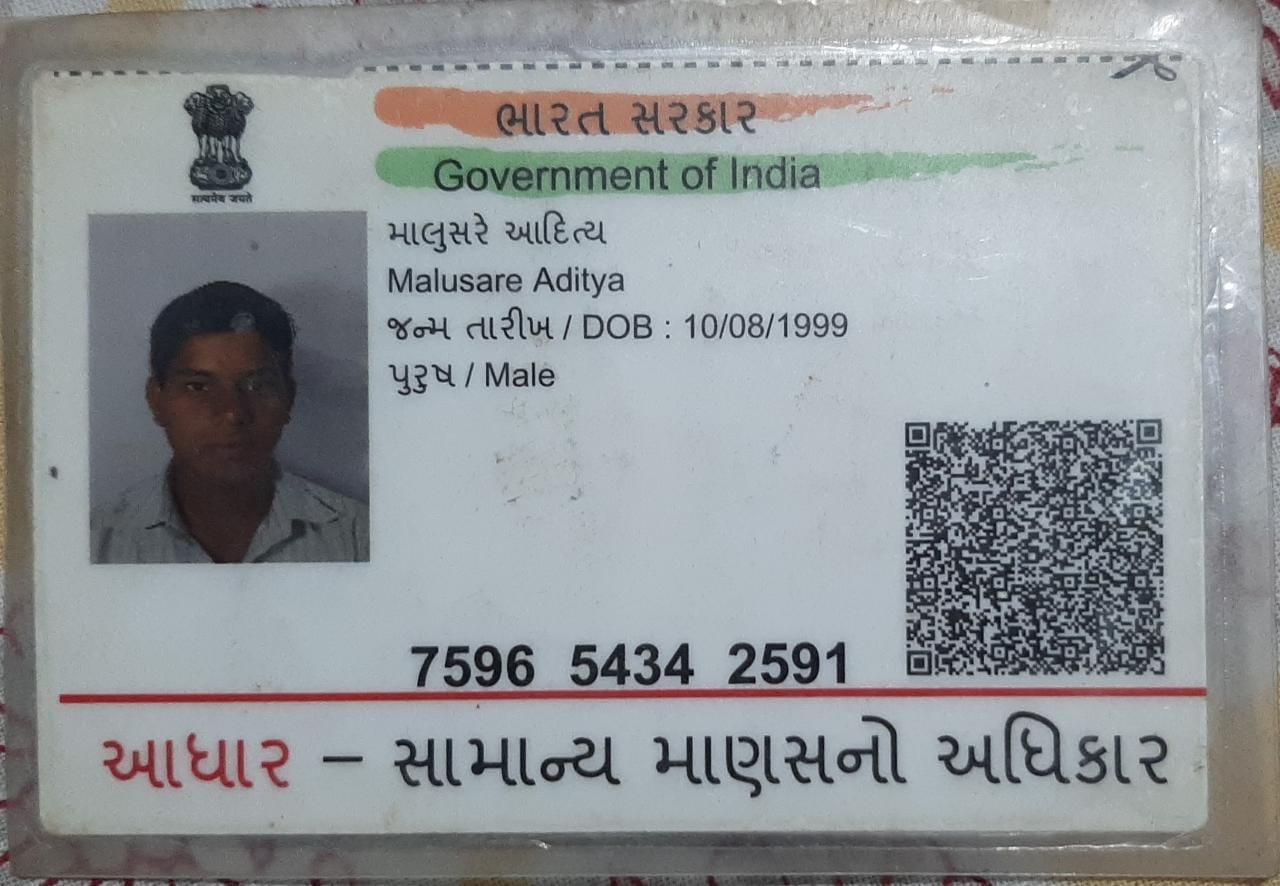 ભારત સરકાર
Government of India
सत्यमेव जयते
માલુસરે આદિત્ય
Malusare Aditya
જન્મ તારીખ / DOB : 10/08/1999
પુરુષ / Male
7596 5434 2591
આધાર – સામાન્ય માણસનો અધિકાર